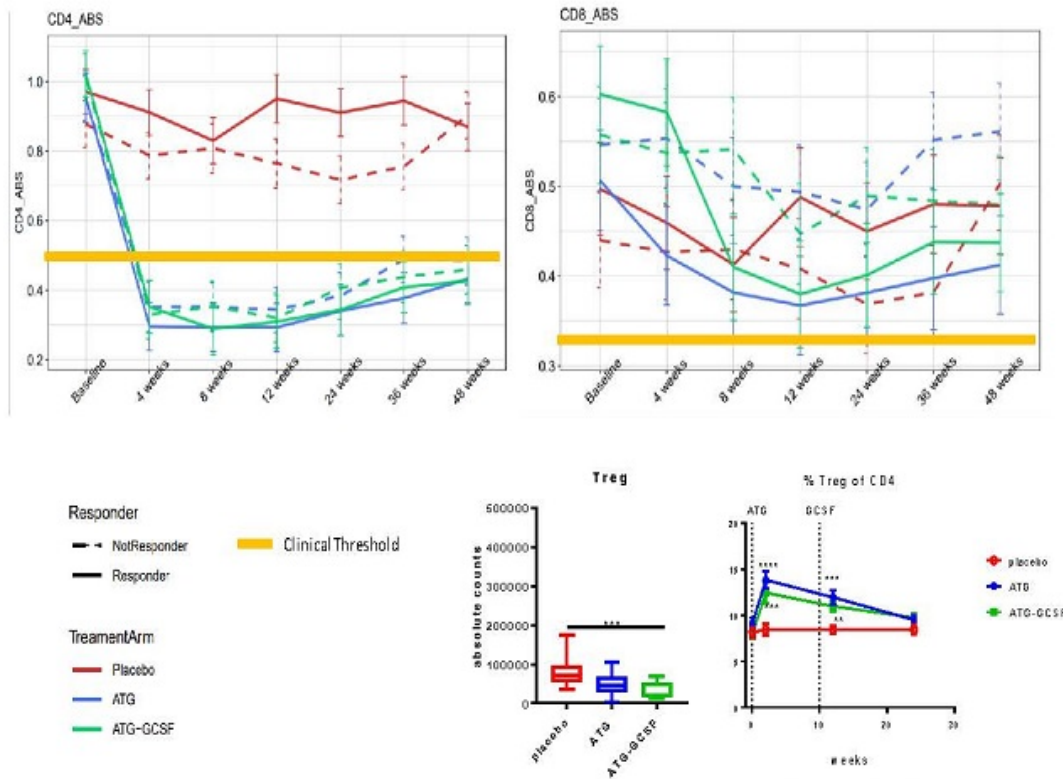 CD4_ABS
CD4_ABS
1.0
0.8
0.6
0.4
0.2
Baseline
4 weeks
8 weeks
12 weeks
24 weeks
36 weeks
48 weeks
CD8_ABS
CD8_ABS
0.6
0.5
0.4
0.3
Baseline
4 weeks
8 weeks
12 weeks
24 weeks
36 weeks
48 weeks
Responder
NotResponder
Responder
Clinical Threshold
TreamentArm
Placebo
ATG
ATG-GCSF
Treg
absolute counts
500000
400000
300000
200000
100000
0
***
placebo
ATG
ATG-GCSF
% Treg of CD4
ATG
GCSF
20
15
10
5
0
****
***
***
**
0
10
20
30
weeks
placebo
ATG
ATG-GCSF